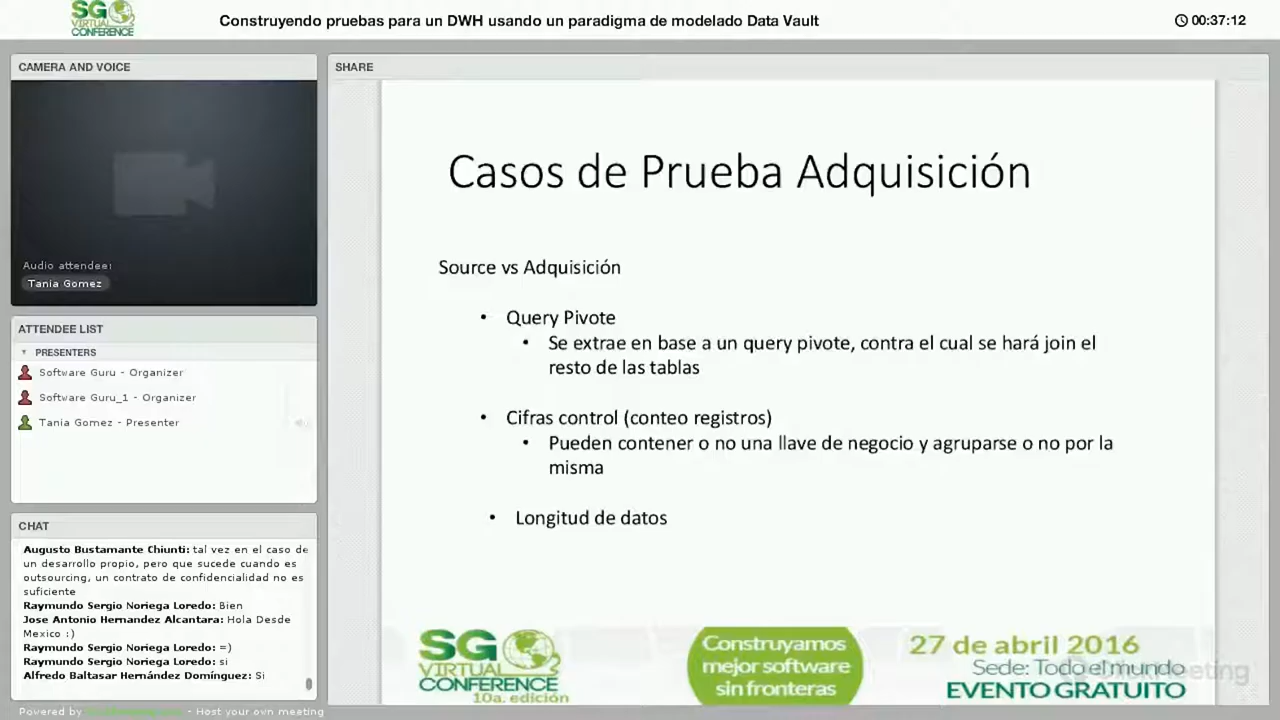 SG
VIRTUAL
CONFERENCE
Construyendo pruebas para un DWH usando un paradigma de modelado Data Vault
00:37:12
CAMERA AND VOICE
Audio attendee:
Tania Gomez
ATTENDEE LIST
PRESENTERS
Software Guru - Organizer
Software Guru_1 - Organizer
Tania Gomez - Presenter
CHAT
Augusto Bustamante Chiunti: tal vez en el caso de
un desarrollo propio, pero que sucede cuando es
outsourcing, un contrato de confidencialidad no es
suficiente
Raymundo Sergio Noriega Loredo: Bien
Jose Antonio Hernandez Alcantara: Hola Desde
Mexico :)
Raymundo Sergio Noriega Loredo: =)
Raymundo Sergio Noriega Loredo: si
Alfredo Baltasar Hernández Domínguez: Si
SHARE
Casos de Prueba Adquisición
Source vs Adquisición
• Query Pivote
• Se extrae en base a un query pivote, contra el cual se hará join el
resto de las tablas
• Cifras control (conteo registros)
• Pueden contener o no una llave de negocio y agruparse o no por la
misma
• Longitud de datos
SG
VIRTUAL
CONFERENCE
10a. edición
Construyamos
mejor software
sin fronteras
27 de abril 2016
Sede: Todo el mundo
EVENTO GRATUITO
Powered by - Host your own meeting